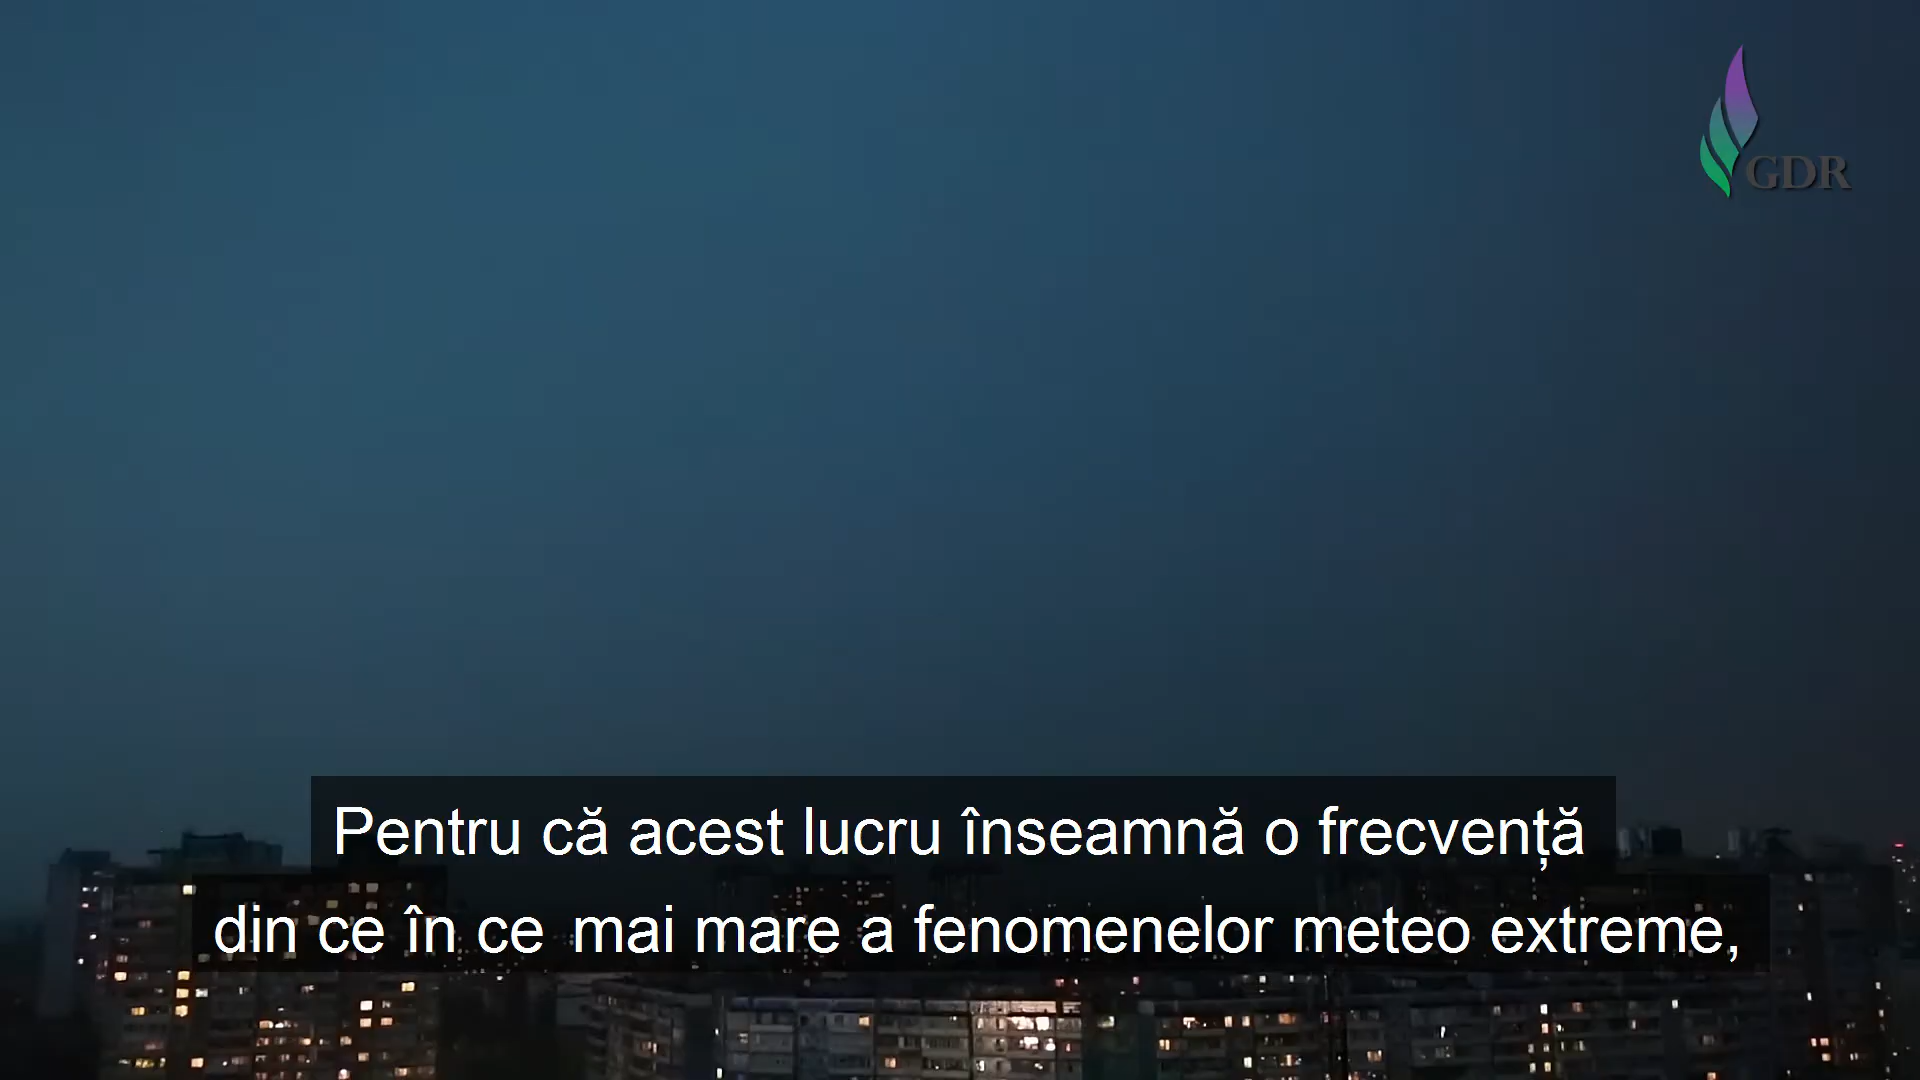 GDR
Pentru că acest lucru înseamnă o frecvență
din ce în ce mai mare a fenomenelor meteo extreme,